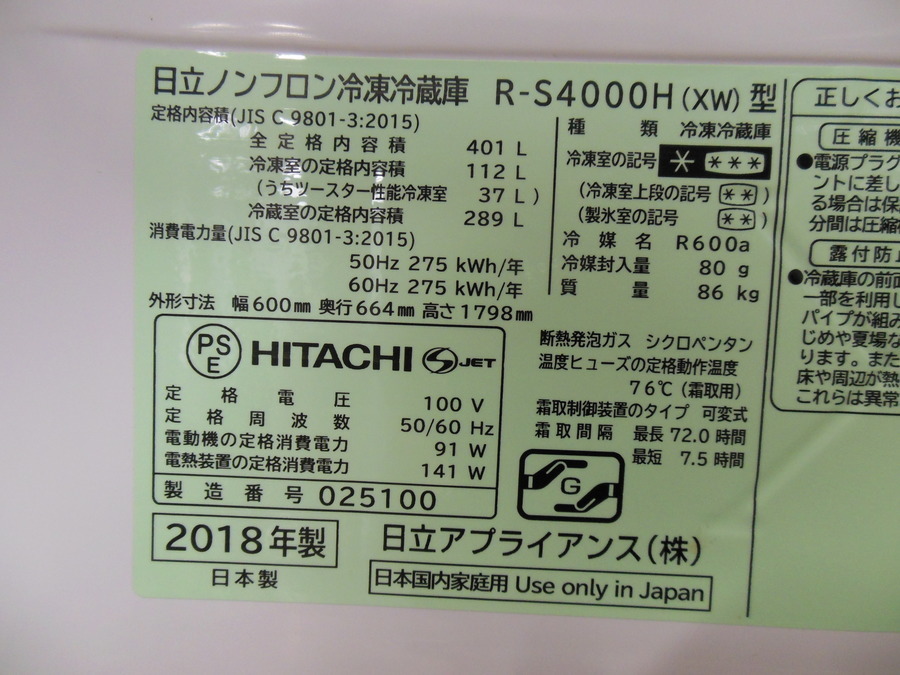 日立ノンフロン冷凍冷蔵庫 R-S4000H (XW) 型
定格内容積(JIS C 9801-3:2015)
全定格内容積 401 L
冷凍室の定格内容積 112 L
(うちツースター性能冷凍室 37 L)
冷蔵室の定格内容積 289 L
消費電力量(JIS C 9801-3:2015)
50Hz 275 kWh/年
60Hz 275 kWh/年
外形寸法 幅600mm 奥行664mm 高さ1798mm
種類 冷凍冷蔵庫
冷凍室の記号 * ***
(冷凍室上段の記号 **)
(製氷室の記号 **)
冷媒名 R600a
冷媒封入量 80 g
質量 86 kg
PSE HITACHI S JET
定格電圧 100 V
定格周波数 50/60 Hz
電動機の定格消費電力 91 W
電熱装置の定格消費電力 141 W
製造番号 025100
断熱発泡ガス シクロペンタン
温度ヒューズの定格動作温度
76℃(霜取用)
霜取制御装置のタイプ 可変式
霜取間隔 最長 72.0 時間
最短 7.5 時間
G
2018年製
日本製
日立アプライアンス(株)
日本国内家庭用 Use only in Japan
正しくお
圧縮機
●電源プラグ
ントに差し
る場合は保
分間は圧縮
露付防止
●冷蔵庫の前面
一部を利用し
パイプが組み
じめや夏場な
ります。また
床や周辺が熱
これらは異常